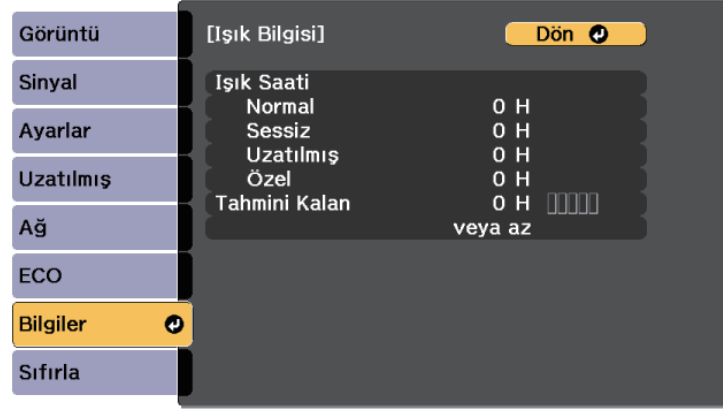 Görüntü
Sinyal
Ayarlar
Uzatılmış
Ağ
ECO
Bilgiler
Sıfırla
[Işık Bilgisi]
Dön
Işık Saati
Normal 0 H
Sessiz 0 H
Uzatılmış 0 H
Özel 0 H
Tahmini Kalan 0 H
veya az